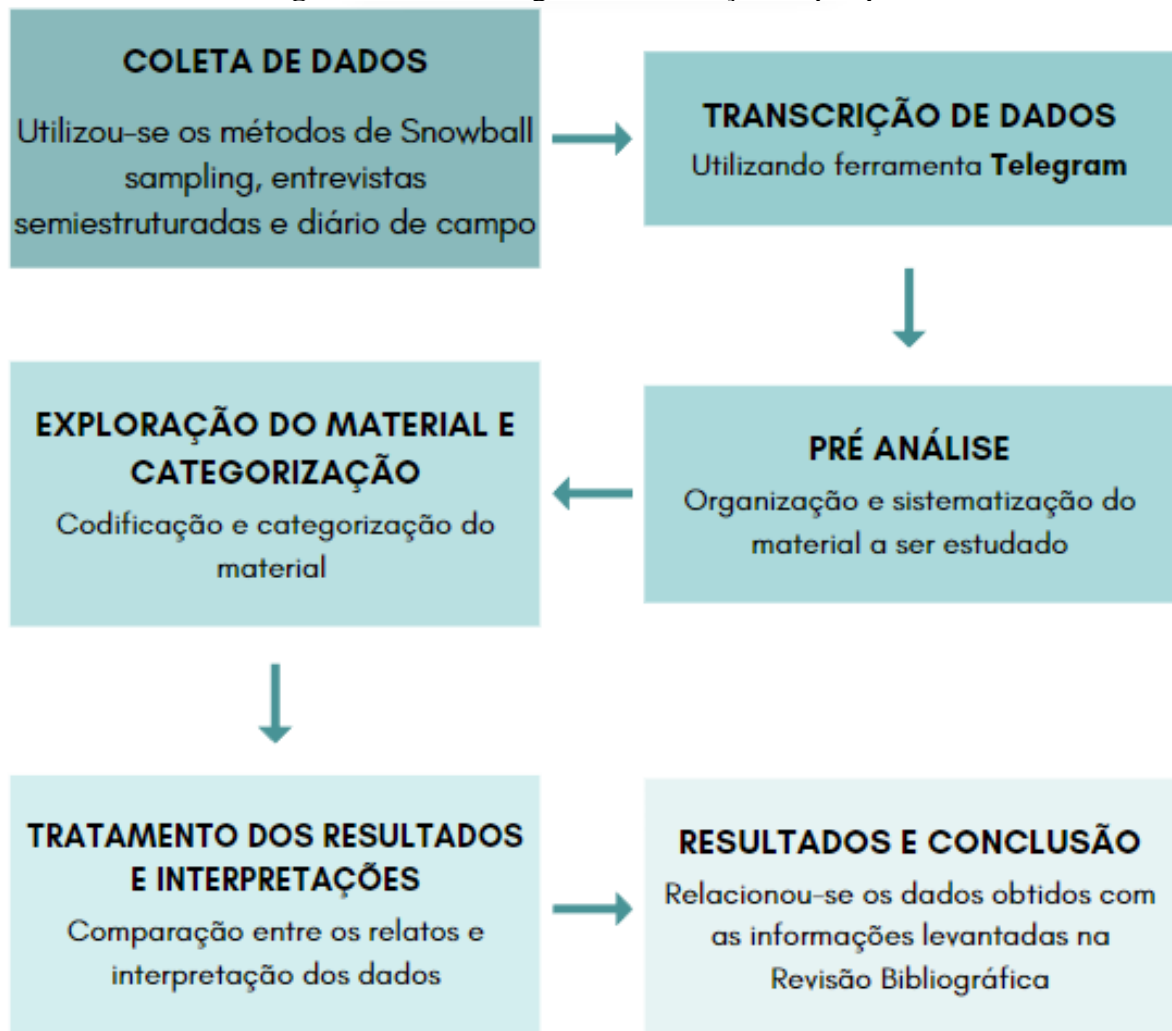 COLETA DE DADOS
Utilizou-se os métodos de Snowball
sampling, entrevistas
semiestruturadas e diário de campo
TRANSCRIÇÃO DE DADOS
Utilizando ferramenta Telegram
PRÉ ANÁLISE
Organização e sistematização do
material a ser estudado
EXPLORAÇÃO DO MATERIAL E
CATEGORIZAÇÃO
Codificação e categorização do
material
TRATAMENTO DOS RESULTADOS
E INTERPRETAÇÕES
Comparação entre os relatos e
interpretação dos dados
RESULTADOS E CONCLUSÃO
Relacionou-se os dados obtidos com
as informações levantadas na
Revisão Bibliográfica